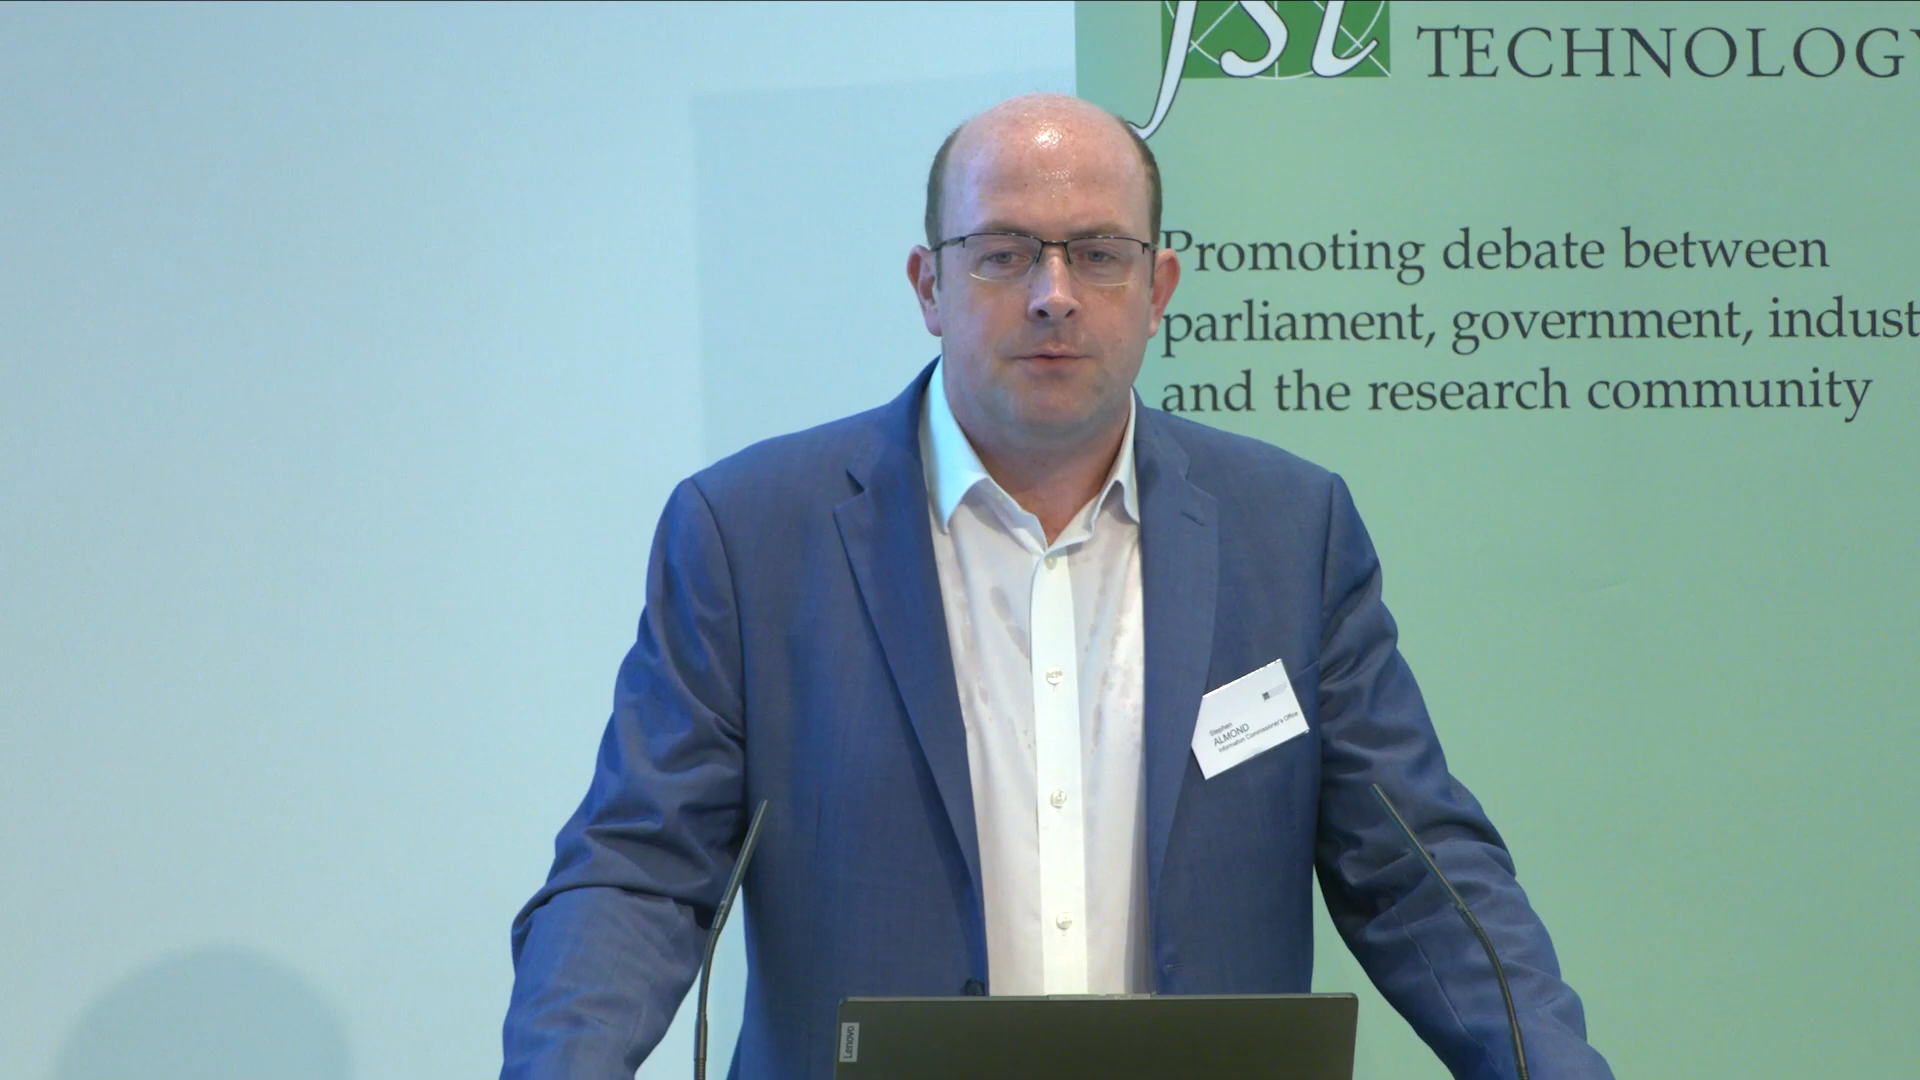 fst
TECHNOLOGY
Promoting debate between
parliament, government, indust
and the research community
Stephen
ALMOND
Information Commissioner's Office
Lenovo